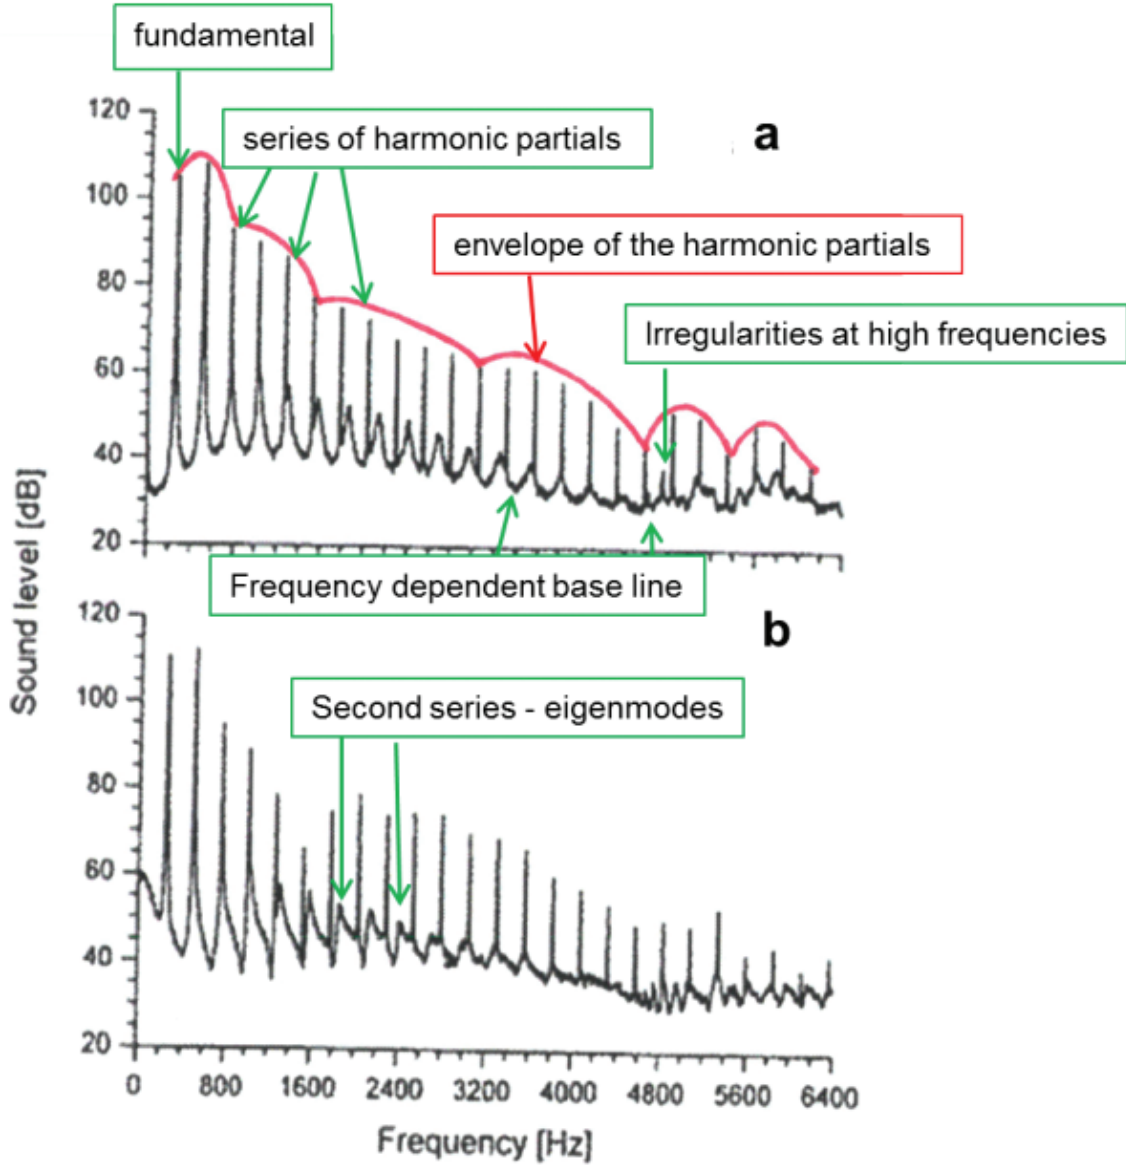 fundamental
120
series of harmonic partials
a
100
envelope of the harmonic partials
80
Irregularities at high frequencies
60
40
20
Frequency dependent base line
Sound level [dB]
120
b
100
Second series - eigenmodes
80
60
40
20
0 800 1600 2400 3200 4000 4800 5600 6400
Frequency [Hz]